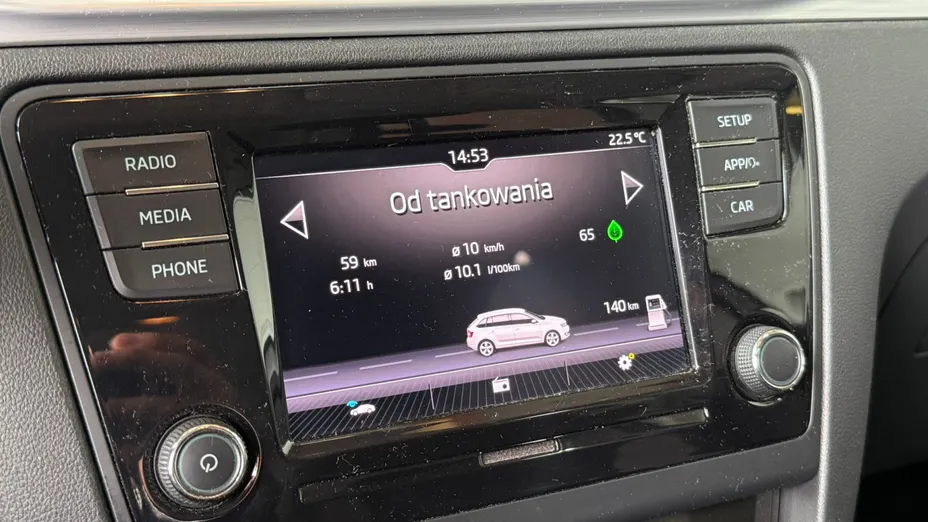 RADIO
MEDIA
PHONE
14:53
22.5°C
Od tankowania
59 km
6:11 h
ø 10 km/h
ø 10.1 l/100km
65
140 km
SETUP
APP/
CAR